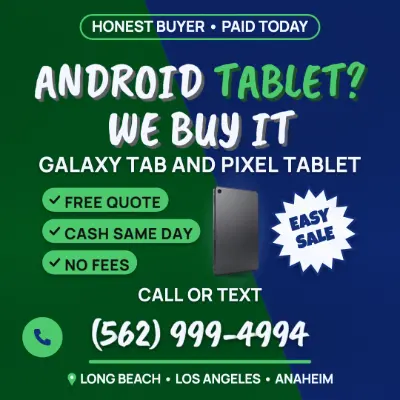 HONEST BUYER • PAID TODAY
ANDROID TABLET?
WE BUY IT
GALAXY TAB AND PIXEL TABLET
FREE QUOTE
CASH SAME DAY
NO FEES
EASY
SALE
CALL OR TEXT
(562) 999-4994
LONG BEACH • LOS ANGELES • ANAHEIM